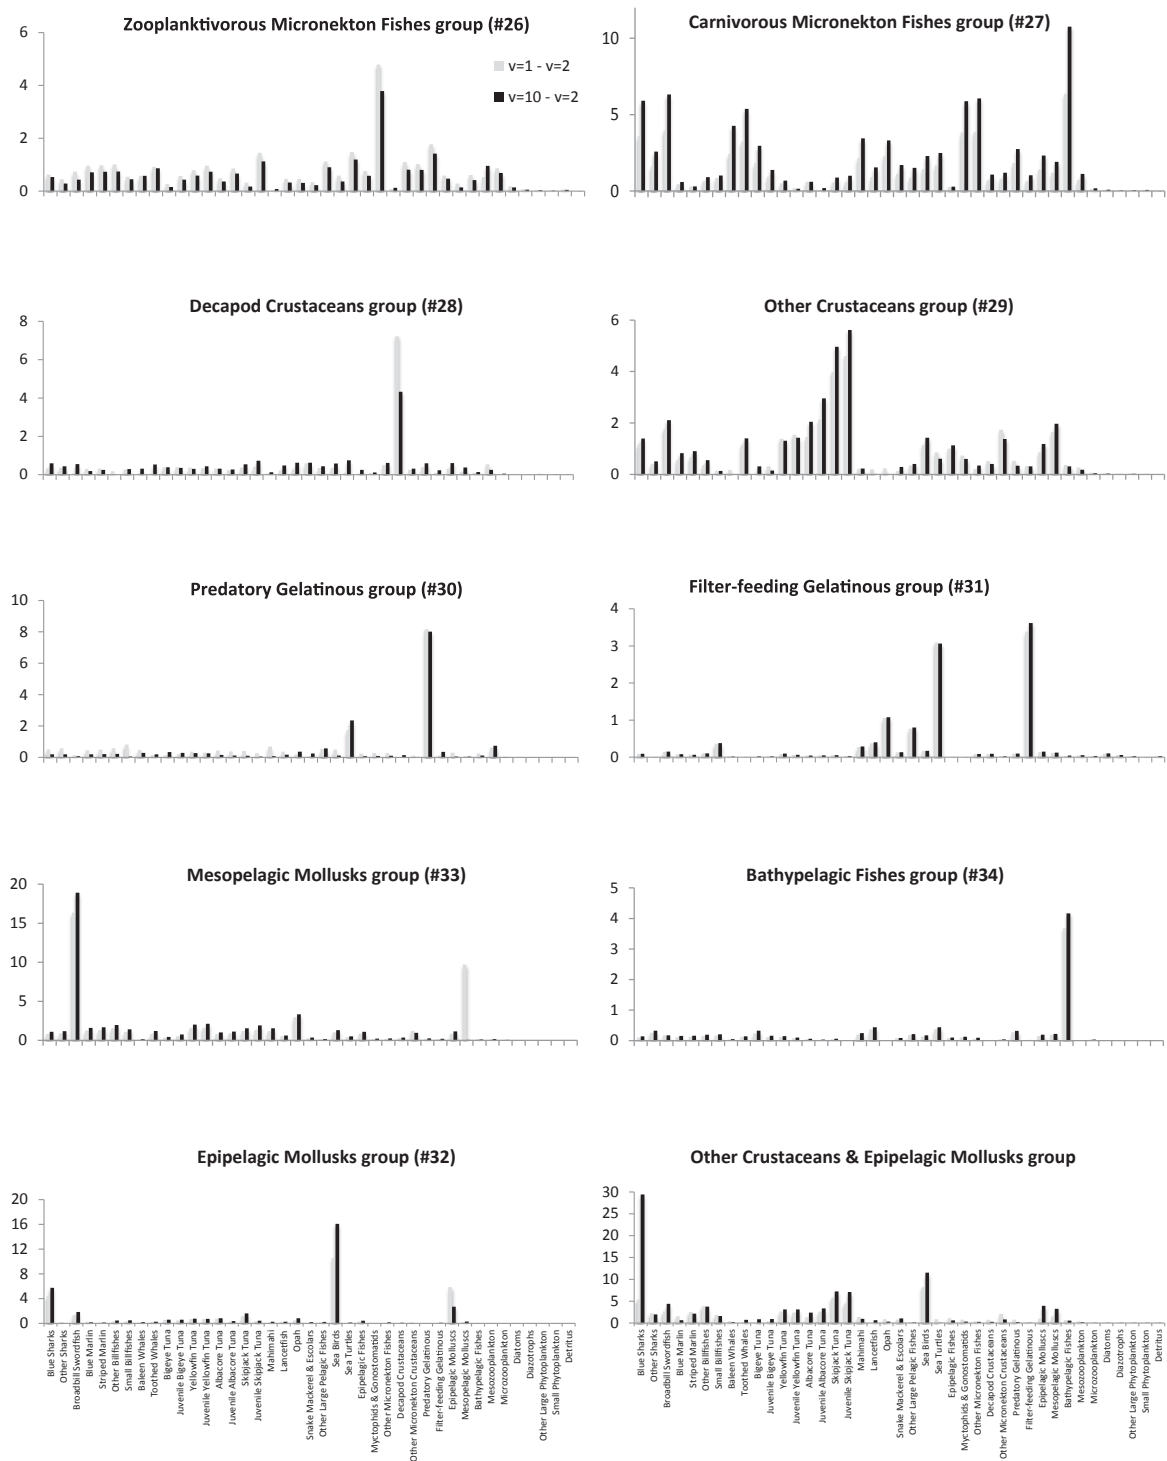 Zooplanktivorous Micronekton Fishes group (#26)
6
4
2
0
v=1 - v=2
v=10 - v=2
Carnivorous Micronekton Fishes group (#27)
10
5
0
Decapod Crustaceans group (#28)
8
6
4
2
0
Other Crustaceans group (#29)
6
4
2
0
Predatory Gelatinous group (#30)
10
8
6
4
2
0
Filter-feeding Gelatinous group (#31)
4
3
2
1
0
Mesopelagic Mollusks group (#33)
20
15
10
5
0
Bathypelagic Fishes group (#34)
5
4
3
2
1
0
Epipelagic Mollusks group (#32)
20
16
12
8
4
0
Blue Sharks
Other Sharks
Broadbill Swordfish
Blue Marlin
Striped Marlin
Other Billfishes
Small Billfishes
Baleen Whales
Toothed Whales
Bigeye Tuna
Juvenile Bigeye Tuna
Yellowfin Tuna
Juvenile Yellowfin Tuna
Albacore Tuna
Juvenile Albacore Tuna
Skipjack Tuna
Juvenile Skipjack Tuna
Mahimahi
Lancetfish
Opah
Snake Mackerel & Escolars
Other Large Pelagic Fishes
Sea Birds
Sea Turtles
Epipelagic Fishes
Myctophids & Gonostomatids
Other Micronekton Fishes
Decapod Crustaceans
Other Micronekton Crustaceans
Predatory Gelatinous
Filter-feeding Gelatinous
Epipelagic Molluscs
Mesopelagic Molluscs
Bathypelagic Fishes
Mesozooplankton
Microzooplankton
Diatoms
Diazotrophs
Other Large Phytoplankton
Small Phytoplankton
Detritus
Other Crustaceans & Epipelagic Mollusks group
30
25
20
15
10
5
0
Blue Sharks
Other Sharks
Broadbill Swordfish
Blue Marlin
Striped Marlin
Other Billfishes
Small Billfishes
Baleen Whales
Toothed Whales
Bigeye Tuna
Juvenile Bigeye Tuna
Yellowfin Tuna
Juvenile Yellowfin Tuna
Albacore Tuna
Juvenile Albacore Tuna
Skipjack Tuna
Juvenile Skipjack Tuna
Mahimahi
Lancetfish
Opah
Snake Mackerel & Escolars
Other Large Pelagic Fishes
Sea Birds
Sea Turtles
Epipelagic Fishes
Myctophids & Gonostomatids
Other Micronekton Fishes
Decapod Crustaceans
Other Micronekton Crustaceans
Predatory Gelatinous
Filter-feeding Gelatinous
Epipelagic Molluscs
Mesopelagic Molluscs
Bathypelagic Fishes
Mesozooplankton
Microzooplankton
Diatoms
Diazotrophs
Other Large Phytoplankton
Small Phytoplankton
Detritus